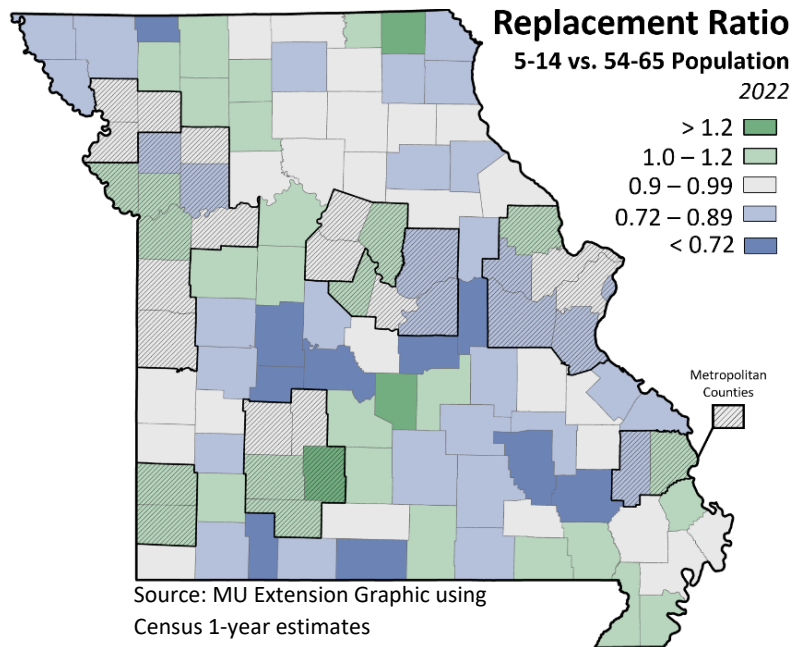 Replacement Ratio
5-14 vs. 54-65 Population
2022
> 1.2
1.0 – 1.2
0.9 – 0.99
0.72 – 0.89
< 0.72
Metropolitan
Counties
Source: MU Extension Graphic using
Census 1-year estimates